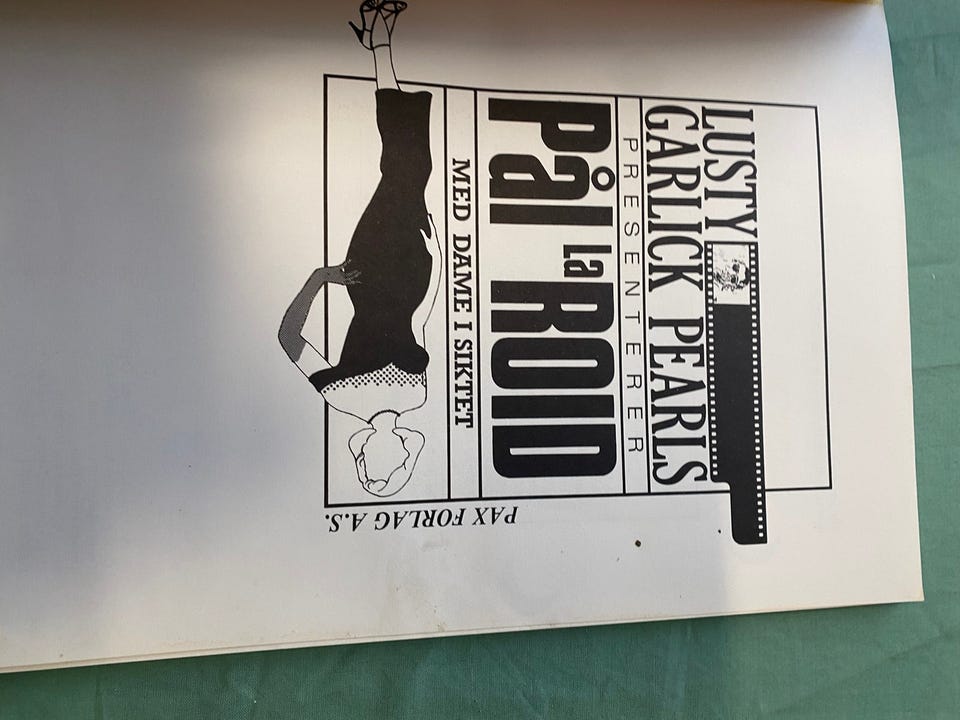 LUSTY
GARLICK PEARLS
PRESENTERER
PåL La ROID
MED DAME I SIKTET
PAX FORLAG A.S.